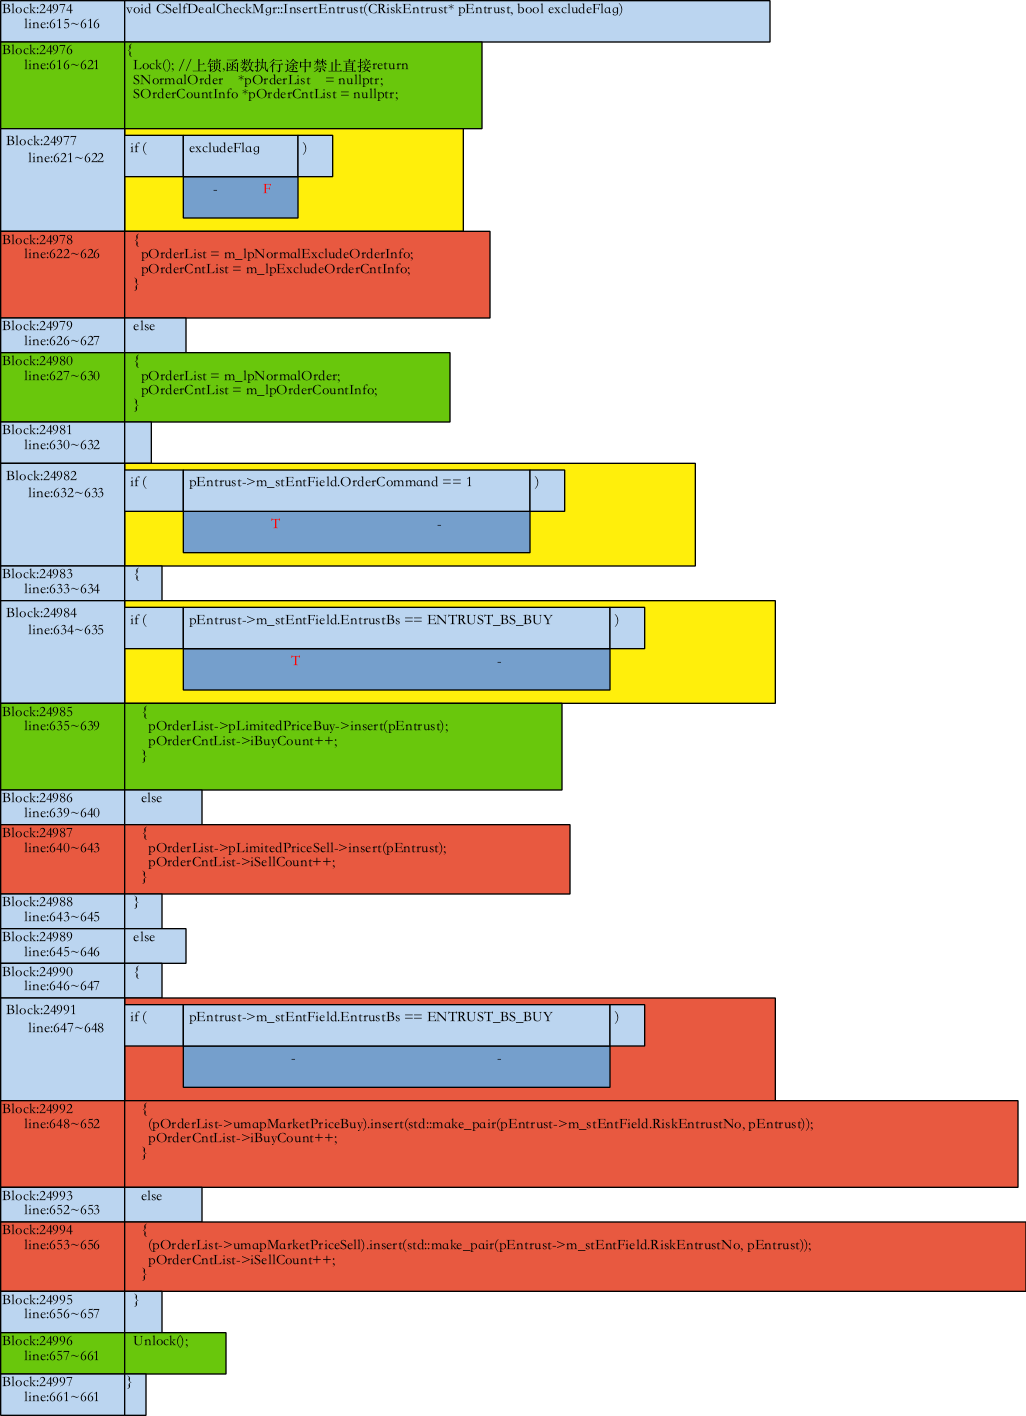 Block:24974
line:615~616
void CSelfDealCheckMgr::InsertEntrust(CRiskEntrust* pEntrust, bool excludeFlag)
Block:24976
line:616~621
{
Lock(); //上锁,函数执行途中禁止直接return
SNormalOrder *pOrderList = nullptr;
SOrderCountInfo *pOrderCntList = nullptr;
Block:24977
line:621~622
if ( excludeFlag )
- F
Block:24978
line:622~626
{
pOrderList = m_lpNormalExcludeOrderInfo;
pOrderCntList = m_lpExcludeOrderCntInfo;
}
Block:24979
line:626~627
else
Block:24980
line:627~630
{
pOrderList = m_lpNormalOrder;
pOrderCntList = m_lpOrderCountInfo;
}
Block:24981
line:630~632
Block:24982
line:632~633
if ( pEntrust->m_stEntField.OrderCommand == 1 )
T -
Block:24983
line:633~634
{
Block:24984
line:634~635
if ( pEntrust->m_stEntField.EntrustBs == ENTRUST_BS_BUY )
T -
Block:24985
line:635~639
{
pOrderList->pLimitedPriceBuy->insert(pEntrust);
pOrderCntList->iBuyCount++;
}
Block:24986
line:639~640
else
Block:24987
line:640~643
{
pOrderList->pLimitedPriceSell->insert(pEntrust);
pOrderCntList->iSellCount++;
}
Block:24988
line:643~645
}
Block:24989
line:645~646
else
Block:24990
line:646~647
{
Block:24991
line:647~648
if ( pEntrust->m_stEntField.EntrustBs == ENTRUST_BS_BUY )
- -
Block:24992
line:648~652
{
(pOrderList->umapMarketPriceBuy).insert(std::make_pair(pEntrust->m_stEntField.RiskEntrustNo, pEntrust));
pOrderCntList->iBuyCount++;
}
Block:24993
line:652~653
else
Block:24994
line:653~656
{
(pOrderList->umapMarketPriceSell).insert(std::make_pair(pEntrust->m_stEntField.RiskEntrustNo, pEntrust));
pOrderCntList->iSellCount++;
}
Block:24995
line:656~657
}
Block:24996
line:657~661
Unlock();
Block:24997
line:661~661
}